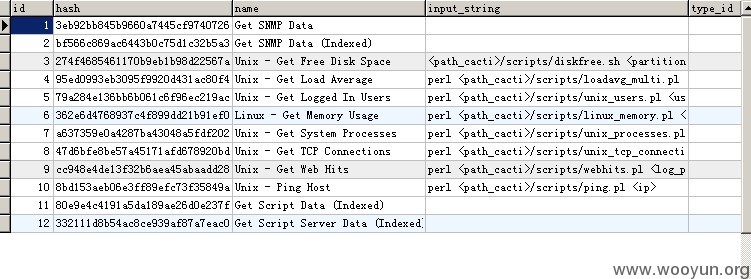 id hash name input_string type_id
1 3eb92bb845b9660a7445cf9740726 Get SNMP Data
2 bf566c869ac6443b0c75d1c32b5a3 Get SNMP Data (Indexed)
3 274f4685461170b9eb1b98d22567a Unix - Get Free Disk Space <path_cacti>/scripts/diskfree.sh <partition
4 95ed0993eb3095f9920d431ac80f4 Unix - Get Load Average perl <path_cacti>/scripts/loadavg_multi.pl
5 79a284e136bb6b061c6f96ec219ac Unix - Get Logged In Users perl <path_cacti>/scripts/unix_users.pl <us
6 362e6d4768937c4f899dd21b91ef0 Linux - Get Memory Usage perl <path_cacti>/scripts/linux_memory.pl <
7 a637359e0a4287ba43048a5fdf202 Unix - Get System Processes perl <path_cacti>/scripts/unix_processes.pl
8 47d6bfe8be57a45171afd678920bd Unix - Get TCP Connections perl <path_cacti>/scripts/unix_tcp_connecti
9 cc948e4de13f32b6aea45abaadd28 Unix - Get Web Hits perl <path_cacti>/scripts/webhits.pl <log_p
10 8bd153aeb06e3ff89efc73f35849a Unix - Ping Host perl <path_cacti>/scripts/ping.pl <ip>
11 80e9e4c4191a5da189ae26d0e237f Get Script Data (Indexed)
12 332111d8b54ac8ce939af87a7eac0 Get Script Server Data (Indexed)
www.wooyun.org